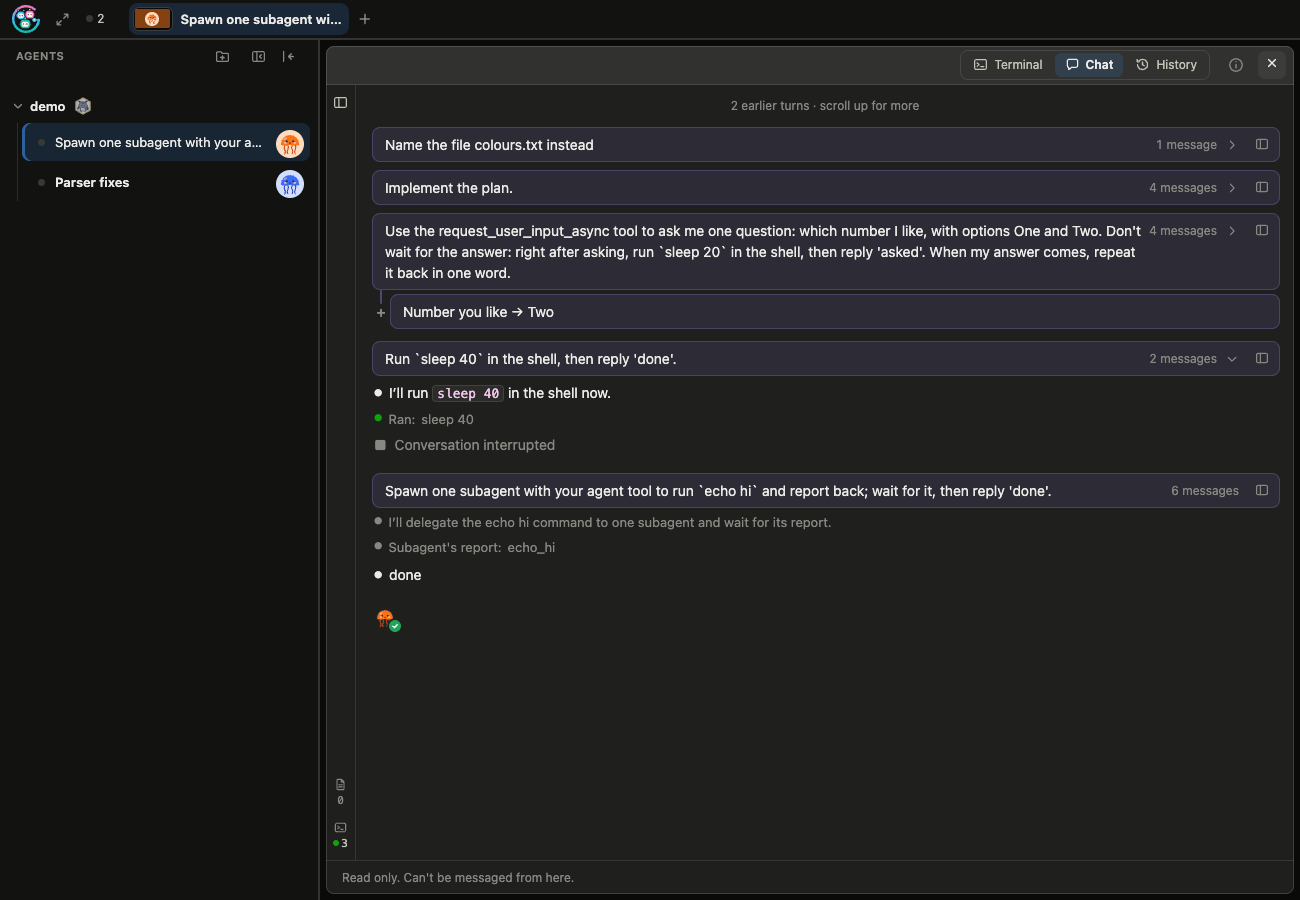 2
Spawn one subagent wi...
AGENTS
demo
Spawn one subagent with your a...
Parser fixes
Terminal
Chat
History
2 earlier turns · scroll up for more
Name the file colours.txt instead
1 message
Implement the plan.
4 messages
Use the request_user_input_async tool to ask me one question: which number I like, with options One and Two. Don't
4 messages
wait for the answer: right after asking, run `sleep 20` in the shell, then reply 'asked'. When my answer comes, repeat
it back in one word.
Number you like → Two
Run `sleep 40` in the shell, then reply 'done'.
2 messages
I'll run sleep 40 in the shell now.
Ran: sleep 40
Conversation interrupted
Spawn one subagent with your agent tool to run `echo hi` and report back; wait for it, then reply 'done'.
6 messages
I'll delegate the echo hi command to one subagent and wait for its report.
Subagent's report: echo_hi
done
0
3
Read only. Can't be messaged from here.